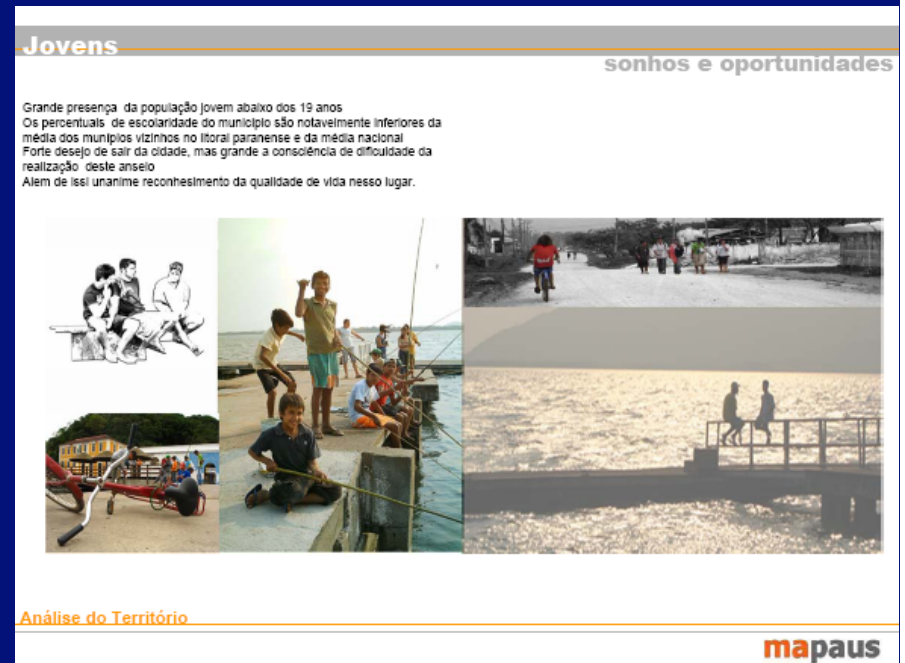 Jovens
sonhos e oportunidades
Grande presença da população jovem abaixo dos 19 anos
Os percentuais de escolaridade do município são notavelmente inferiores da
média dos munipios vizinhos no litoral paranense e da média nacional
Forte desejo de sair da cidade, mas grande a consciência de dificuldade da
realização deste anseio
Alem de issi unanime reconhesimento da qualidade de vida nesso lugar.
Análise do Território
mapaus